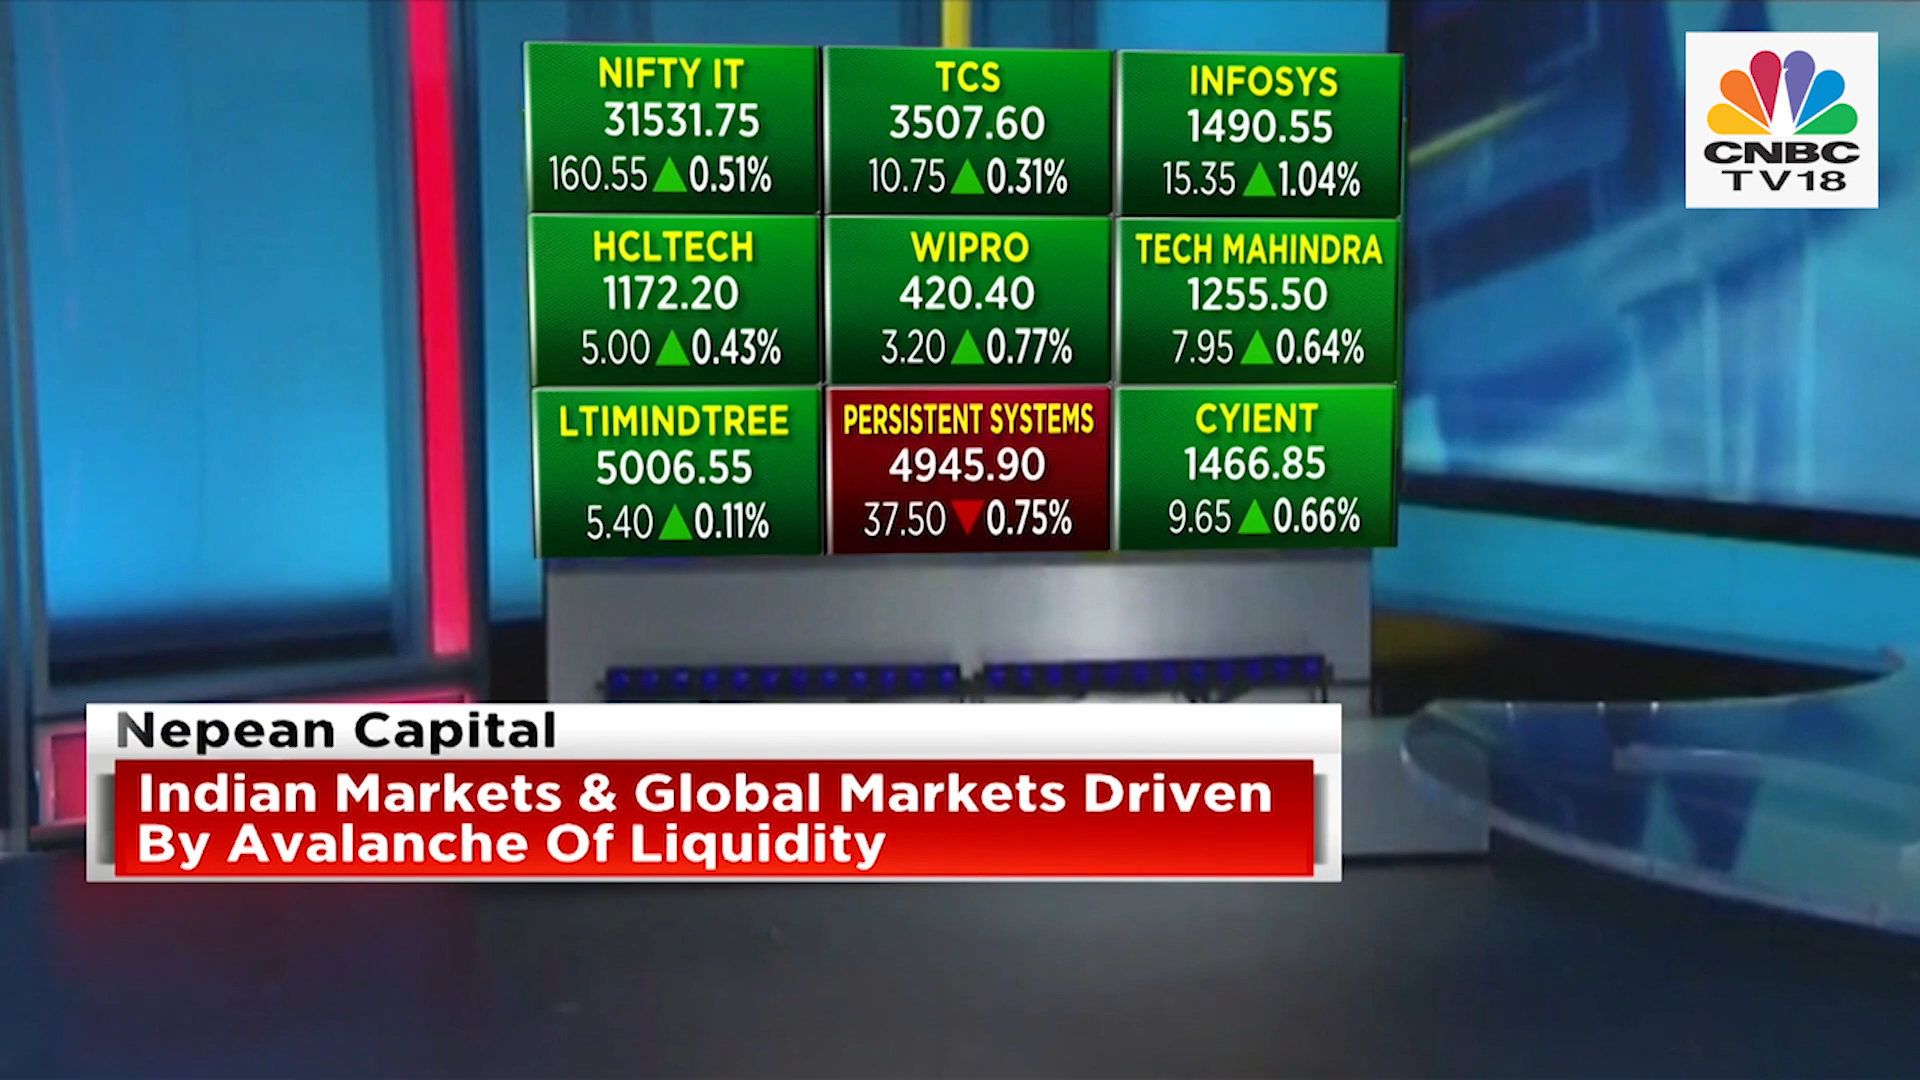 NIFTY IT
31531.75
160.55▲0.51%
TCS
3507.60
10.75▲0.31%
INFOSYS
1490.55
15.35▲1.04%
HCLTECH
1172.20
5.00▲0.43%
WIPRO
420.40
3.20▲0.77%
TECH MAHINDRA
1255.50
7.95▲0.64%
LTIMINDTREE
5006.55
5.40▲0.11%
PERSISTENT SYSTEMS
4945.90
37.50▼0.75%
CYIENT
1466.85
9.65▲0.66%
CNBC
TV18
Nepean Capital
Indian Markets & Global Markets Driven
By Avalanche Of Liquidity